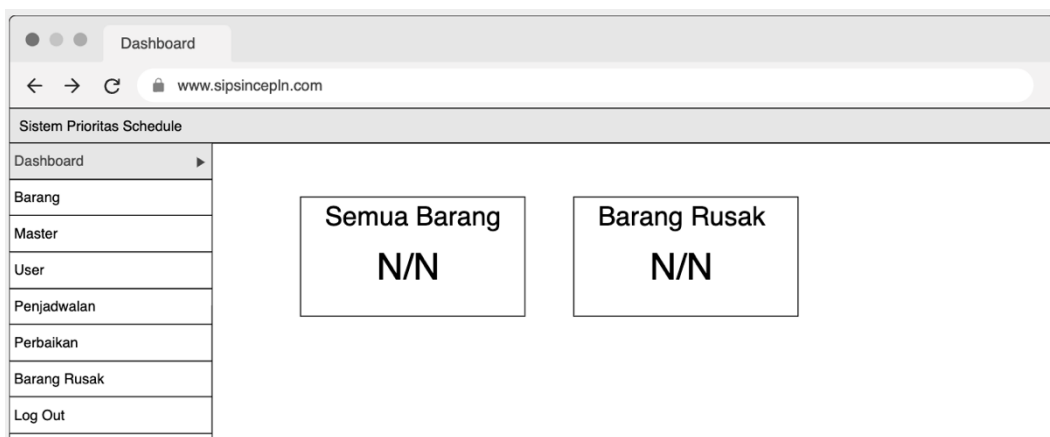 Dashboard
www.sipsincepln.com
Sistem Prioritas Schedule
Dashboard
Barang
Master
User
Penjadwalan
Perbaikan
Barang Rusak
Log Out
Semua Barang
N/N
Barang Rusak
N/N